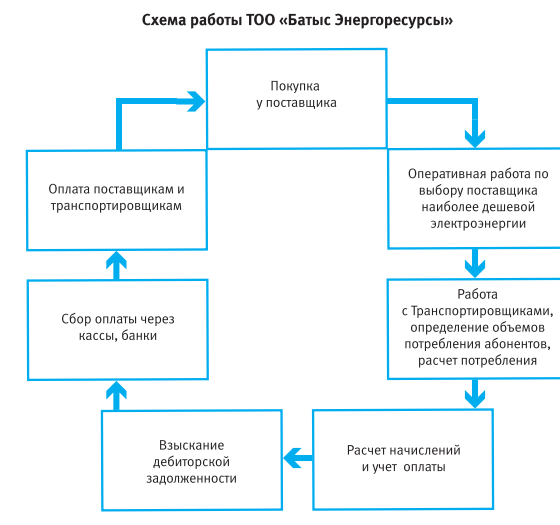 Схема работы ТОО «Батыс Энергоресурсы»
Покупка
у поставщика
Оперативная работа по
выбору поставщика
наиболее дешевой
электроэнергии
Работа
с Транспортировщиками,
определение объемов
потребления абонентов,
расчет потребления
Расчет начислений
и учет оплаты
Взыскание
дебиторской
задолженности
Сбор оплаты через
кассы, банки
Оплата поставщикам и
транспортировщикам